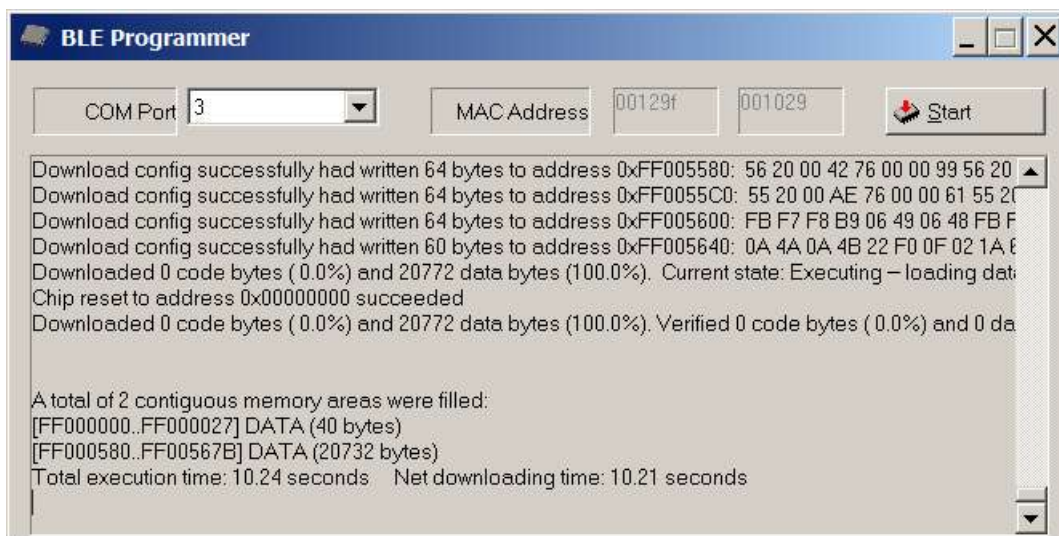 BLE Programmer
COM Port 3 MAC Address 00129f 001029 Start
Download config successfully had written 64 bytes to address 0xFF005580: 56 20 00 42 76 00 00 99 56 20
Download config successfully had written 64 bytes to address 0xFF0055C0: 55 20 00 AE 76 00 00 61 55
Download config successfully had written 64 bytes to address 0xFF005600: FB F7 F8 B9 06 49 06 48 FB
Download config successfully had written 60 bytes to address 0xFF005640: 0A 4A 0A 4B 22 F0 0F 02 1A
Downloaded 0 code bytes ( 0.0%) and 20772 data bytes (100.0%). Current state: Executing – loading
Chip reset to address 0x00000000 succeeded
Downloaded 0 code bytes ( 0.0%) and 20772 data bytes (100.0%). Verified 0 code bytes ( 0.0%) and 0 da
A total of 2 contiguous memory areas were filled:
[FF000000..FF000027] DATA (40 bytes)
[FF000580..FF00567B] DATA (20732 bytes)
Total execution time: 10.24 seconds Net downloading time: 10.21 seconds